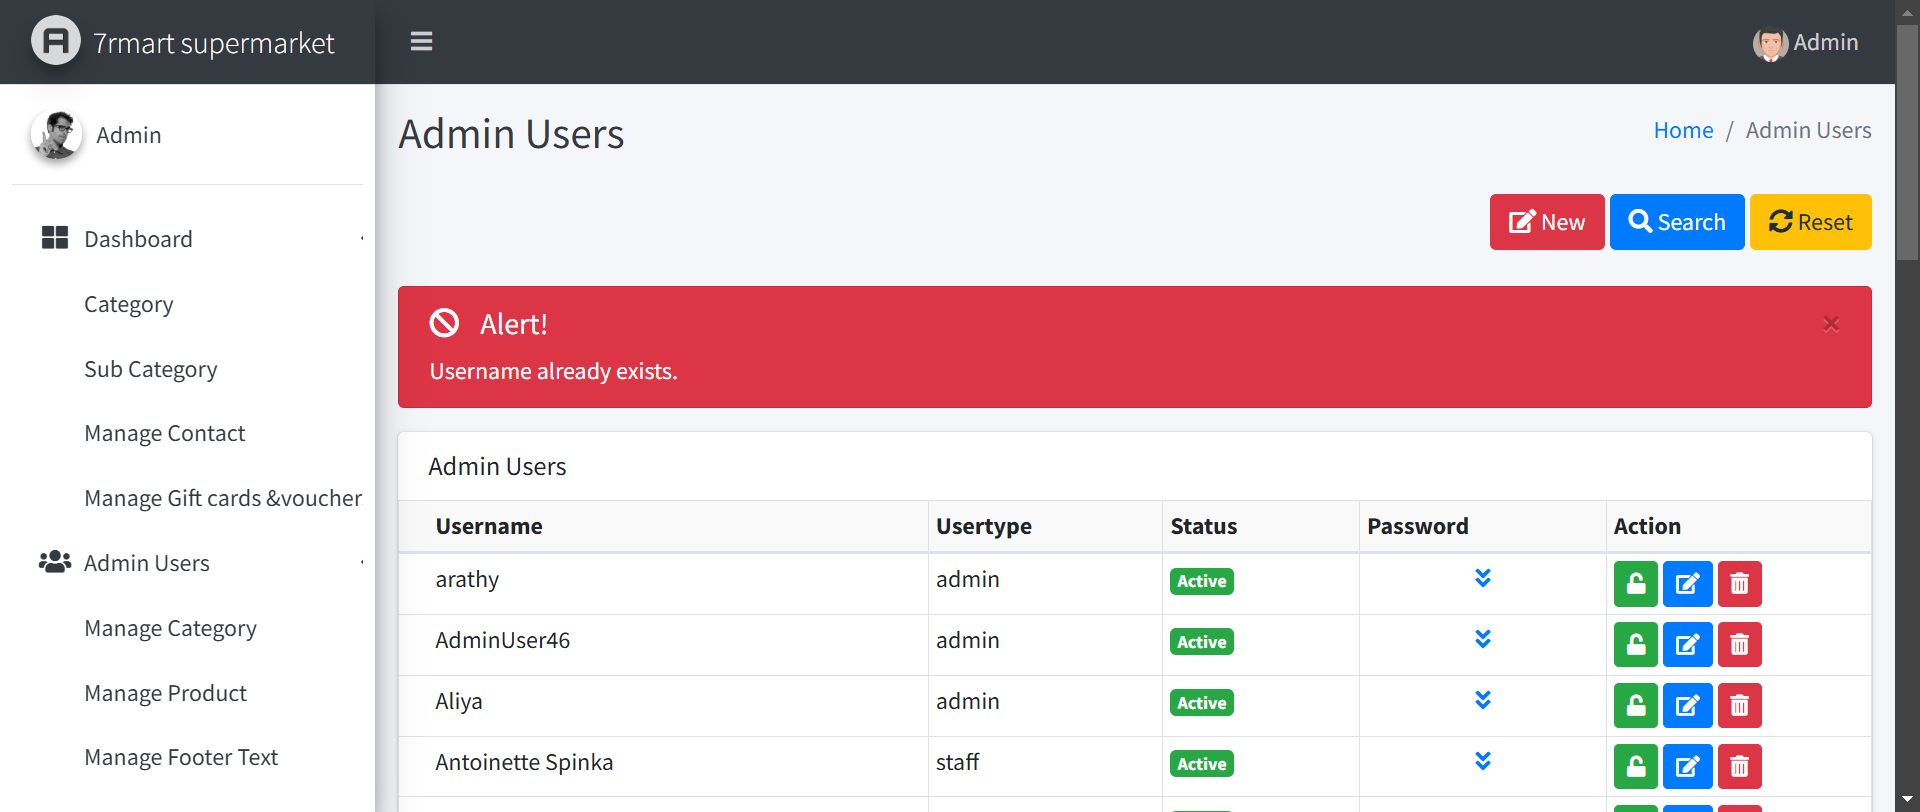 7rmart supermarket
Admin
Admin
Dashboard
Category
Sub Category
Manage Contact
Manage Gift cards &voucher
Admin Users
Manage Category
Manage Product
Manage Footer Text
Admin Users
Home / Admin Users
New Search Reset
Alert!
×
Username already exists.
Admin Users
Username Usertype Status Password Action
arathy admin Active
AdminUser46 admin Active
Aliya admin Active
Antoinette Spinka staff Active